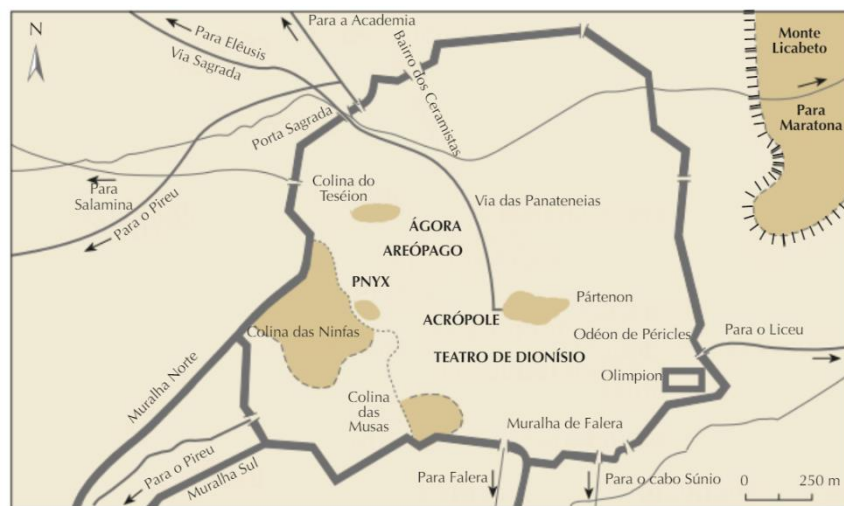 N
Para Elêusis
Via Sagrada
Para a Academia
Bairro dos Ceramistas
Monte
Licabeto
Para
Maratona
Porta Sagrada
Para
Salamina
Para o Pireu
Colina do
Teséion
Via das Panateneias
ÁGORA
AREÓPAGO
PNYX
Pártenon
ACRÓPOLE
Colina das Ninfas
Odéon de Péricles
Para o Liceu
TEATRO DE DIONÍSIO
Olimpion
Muralha Norte
Colina
das
Musas
Muralha de Falera
Para o Pireu
Muralha Sul
Para Falera
Para o cabo Súnio
0 250 m